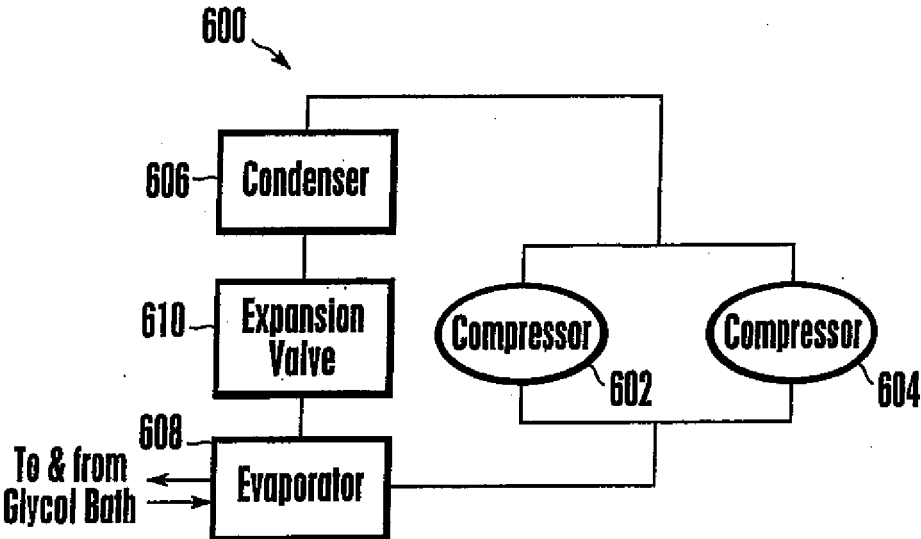 600
606
Condenser
610
Expansion
Valve
Compressor
602
Compressor
604
608
Evaporator
To & from
Glycol Bath